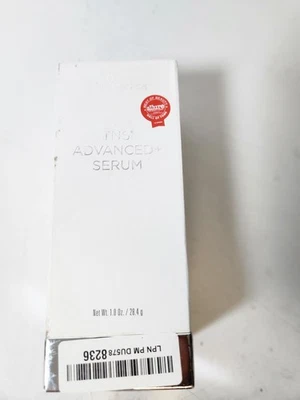 TNS®
ADVANCED+
SERUM
allure
Net Wt. 1.0 Oz. / 28.4 g
LPN PM DU578 8236